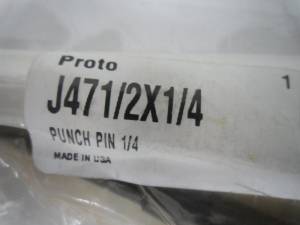 Proto 1
J471/2X1/4
PUNCH PIN 1/4
MADE IN USA